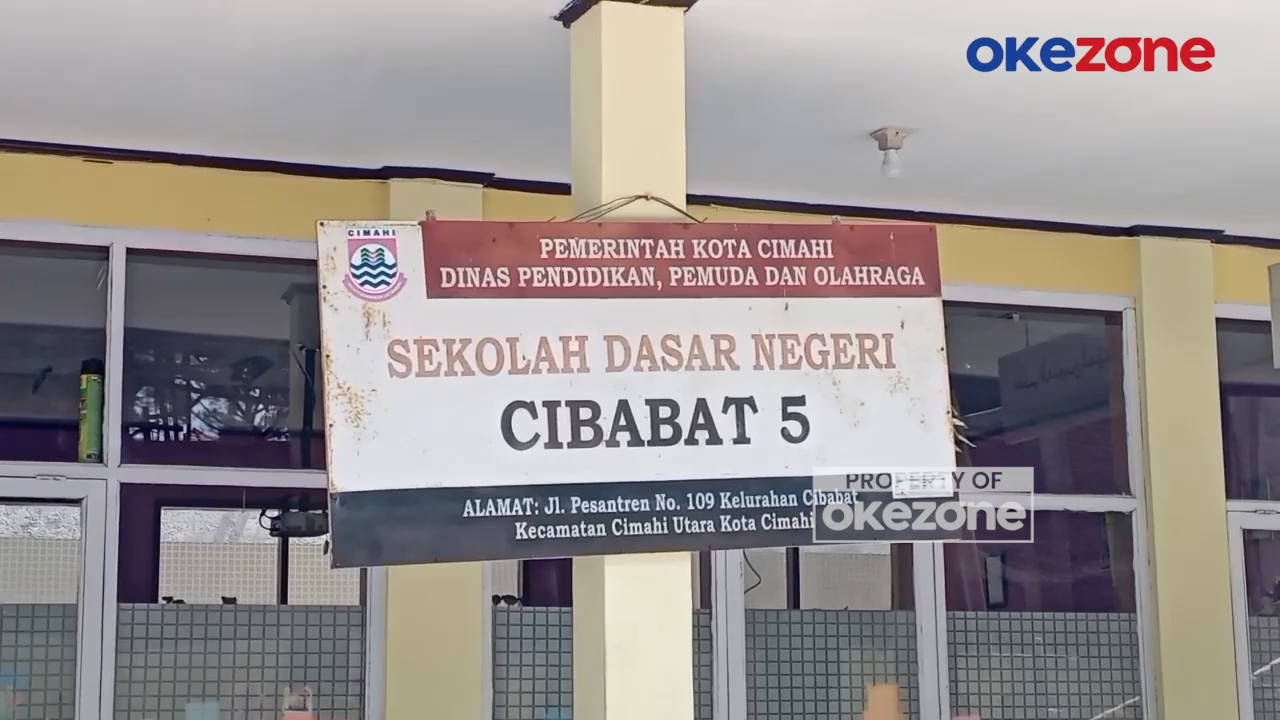 okezone
CIMAHI
PEMERINTAH KOTA CIMAHI
DINAS PENDIDIKAN, PEMUDA DAN OLAHRAGA
SEKOLAH DASAR NEGERI
CIBABAT 5
ALAMAT: Jl. Pesantren No. 109 Kelurahan Cibabat
Kecamatan Cimahi Utara Kota Cimahi
PROPERTY OF
okezone